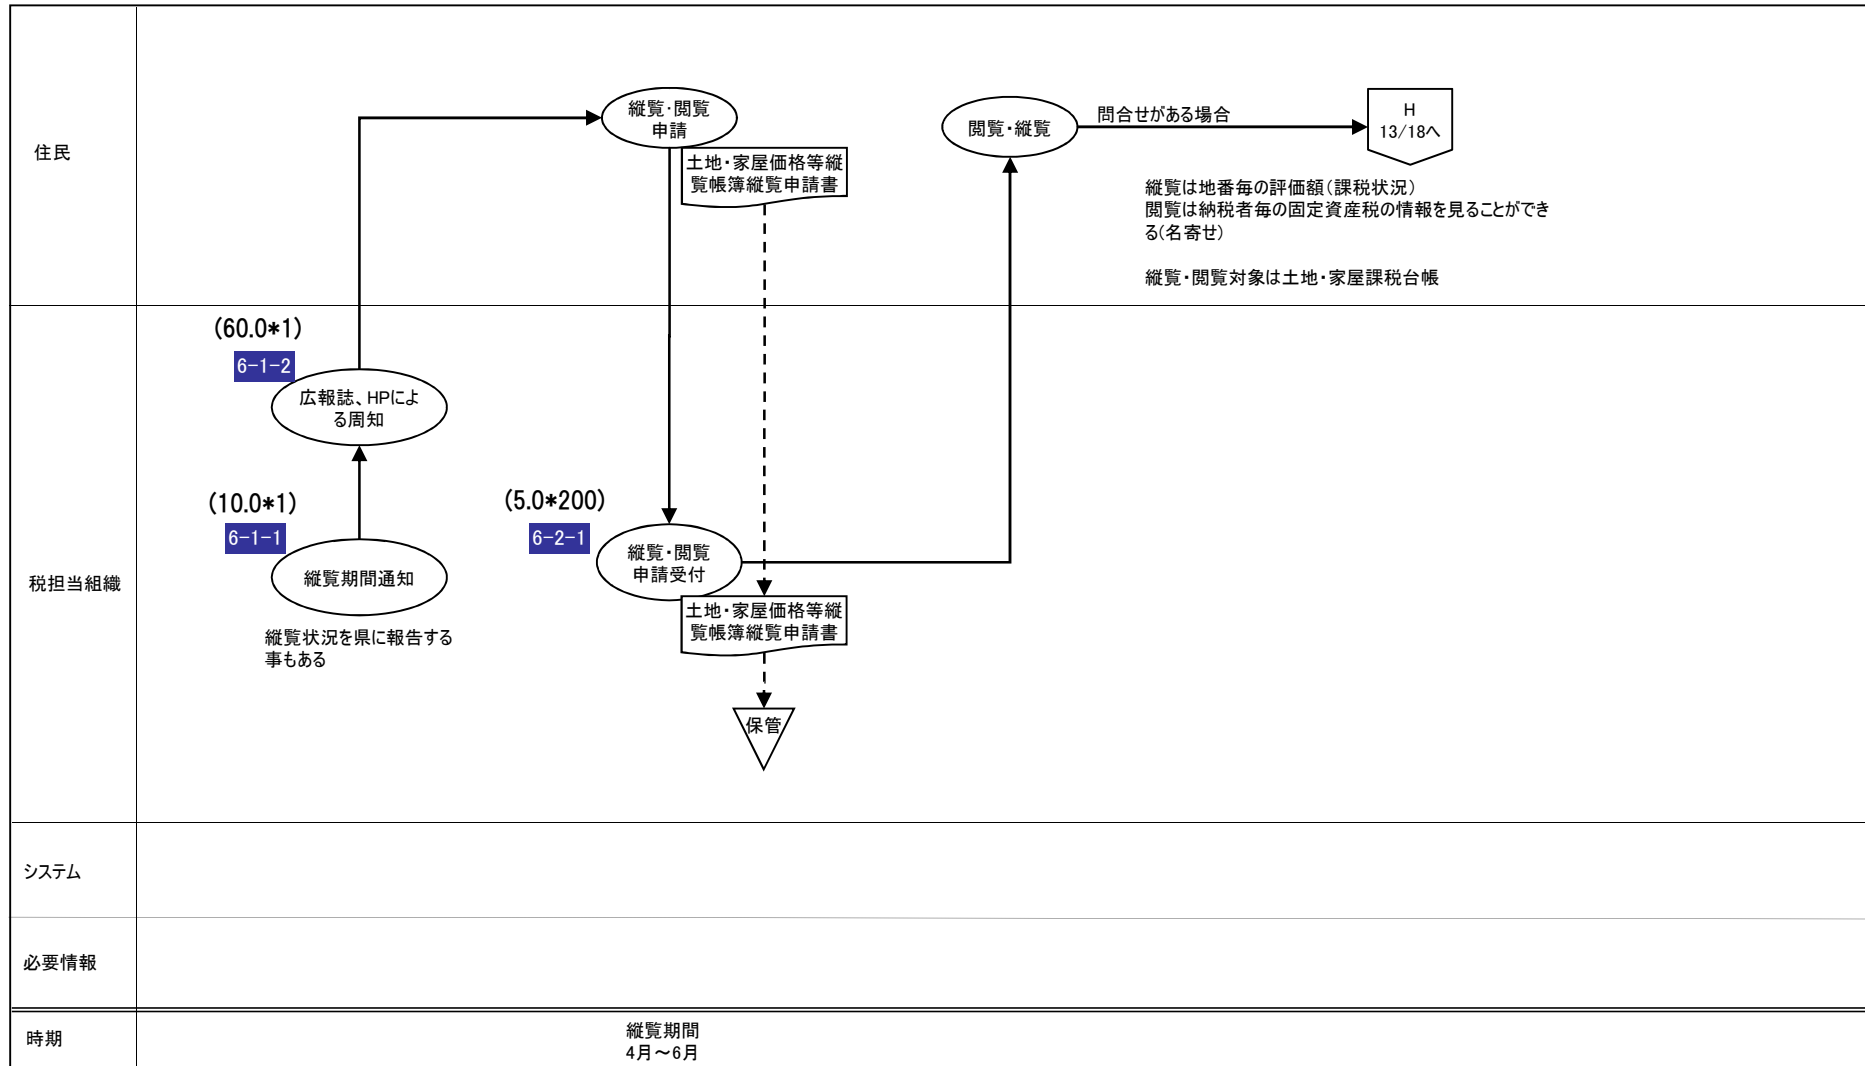 住民
縦覧・閲覧
申請
土地・家屋価格等縦
覧帳簿縦覧申請書
閲覧・縦覧
問合せがある場合
H
13/18へ
縦覧は地番毎の評価額(課税状況)
閲覧は納税者毎の固定資産税の情報を見ることができ
る(名寄せ)
縦覧・閲覧対象は土地・家屋課税台帳
税担当組織
(60.0*1)
6-1-2
広報誌、HPによ
る周知
(10.0*1)
6-1-1
縦覧期間通知
縦覧状況を県に報告する
事もある
(5.0*200)
6-2-1
縦覧・閲覧
申請受付
土地・家屋価格等縦
覧帳簿縦覧申請書
保管
システム
必要情報
時期
縦覧期間
4月～6月